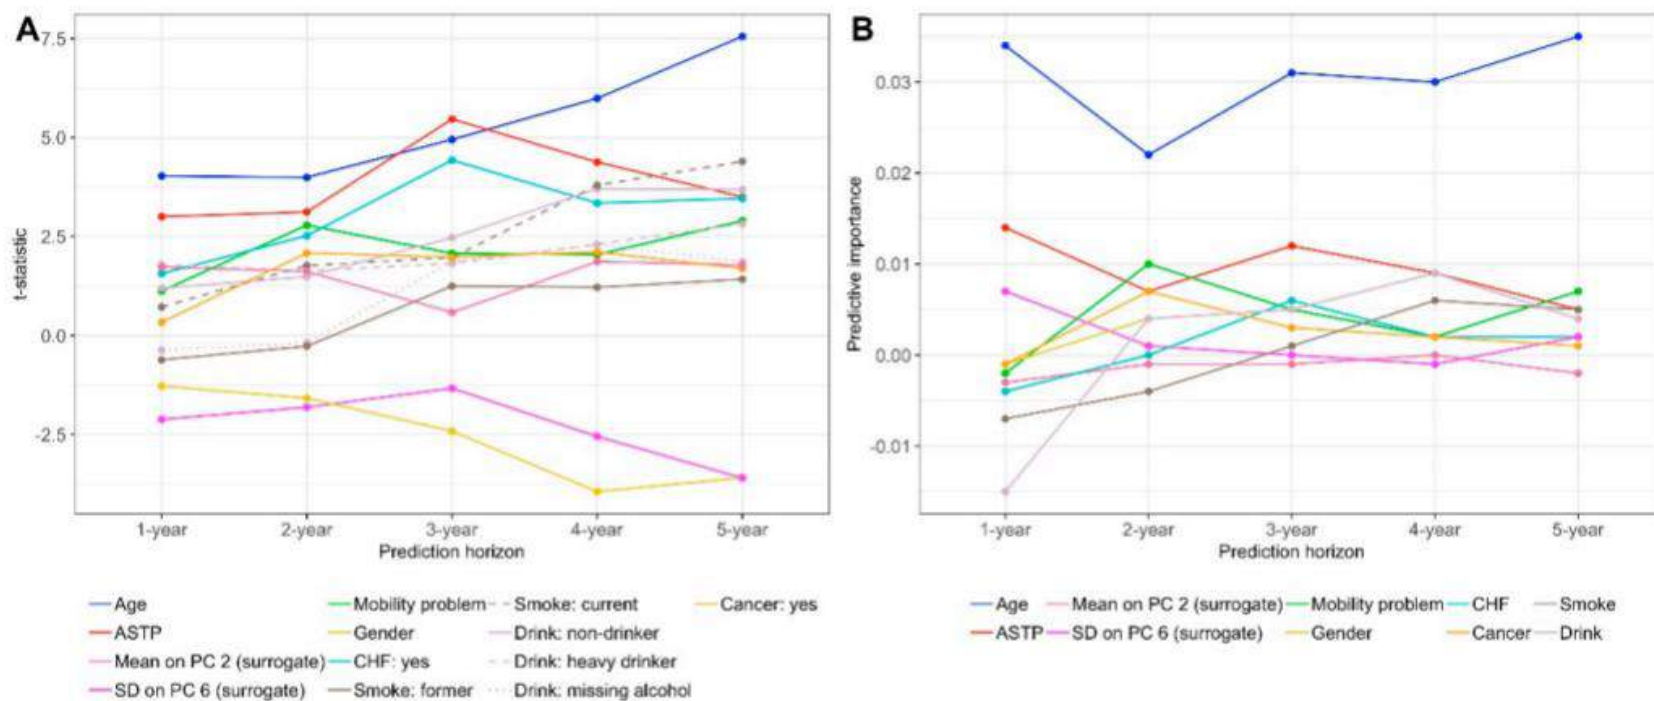 A
B
t-statistic
7.5
5.0
2.5
0.0
-2.5
1-year 2-year 3-year 4-year 5-year
Prediction horizon
Age Mobility problem Smoke: current Cancer: yes
ASTP Gender Drink: non-drinker
Mean on PC 2 (surrogate) CHF: yes Drink: heavy drinker
SD on PC 6 (surrogate) Smoke: former Drink: missing alcohol
Predictive importance
0.03
0.02
0.01
0.00
-0.01
1-year 2-year 3-year 4-year 5-year
Prediction horizon
Age Mean on PC 2 (surrogate) Mobility problem CHF Smoke
ASTP SD on PC 6 (surrogate) Gender Cancer Drink